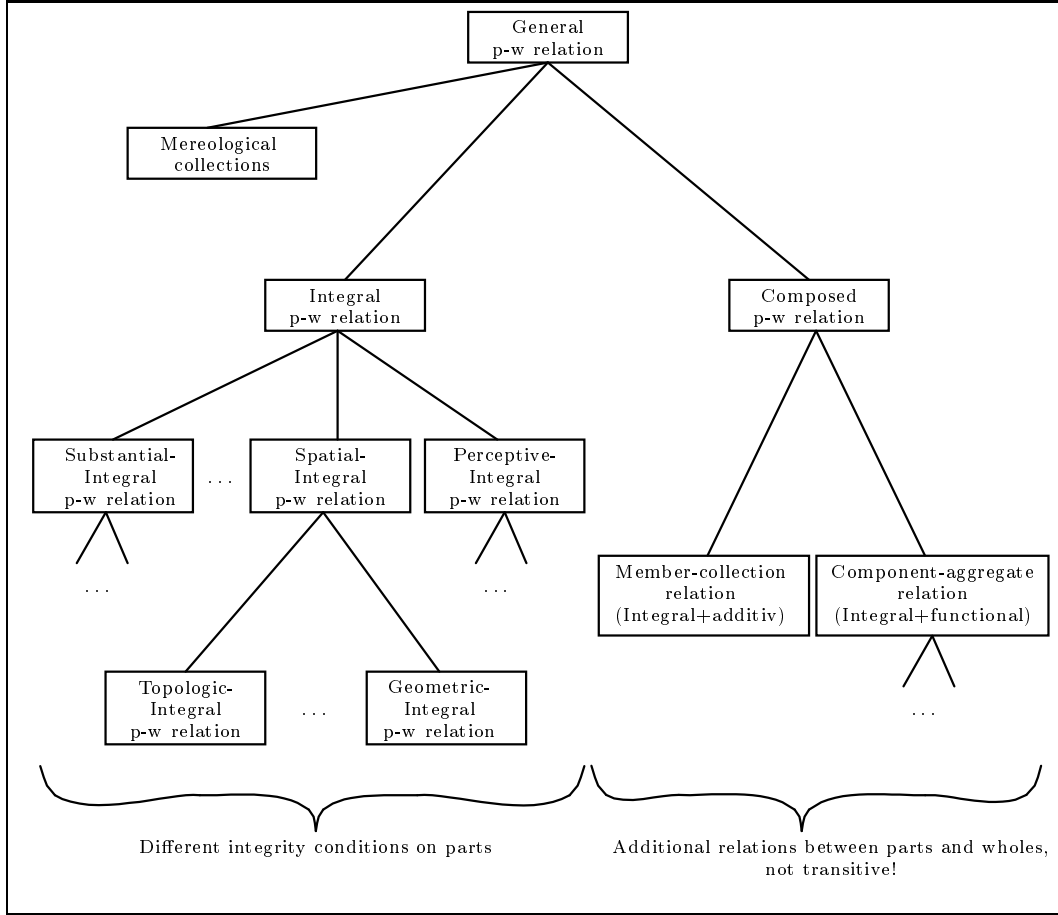 General
p-w relation
Mereological
collections
Integral
p-w relation
Composed
p-w relation
Substantial-
Integral
p-w relation
...
Spatial-
Integral
p-w relation
Perceptive-
Integral
p-w relation
...
...
Member-collection
relation
(Integral+additiv)
Component-aggregate
relation
(Integral+functional)
...
Topologic-
Integral
p-w relation
...
Geometric-
Integral
p-w relation
Different integrity conditions on parts
Additional relations between parts and wholes,
not transitive!